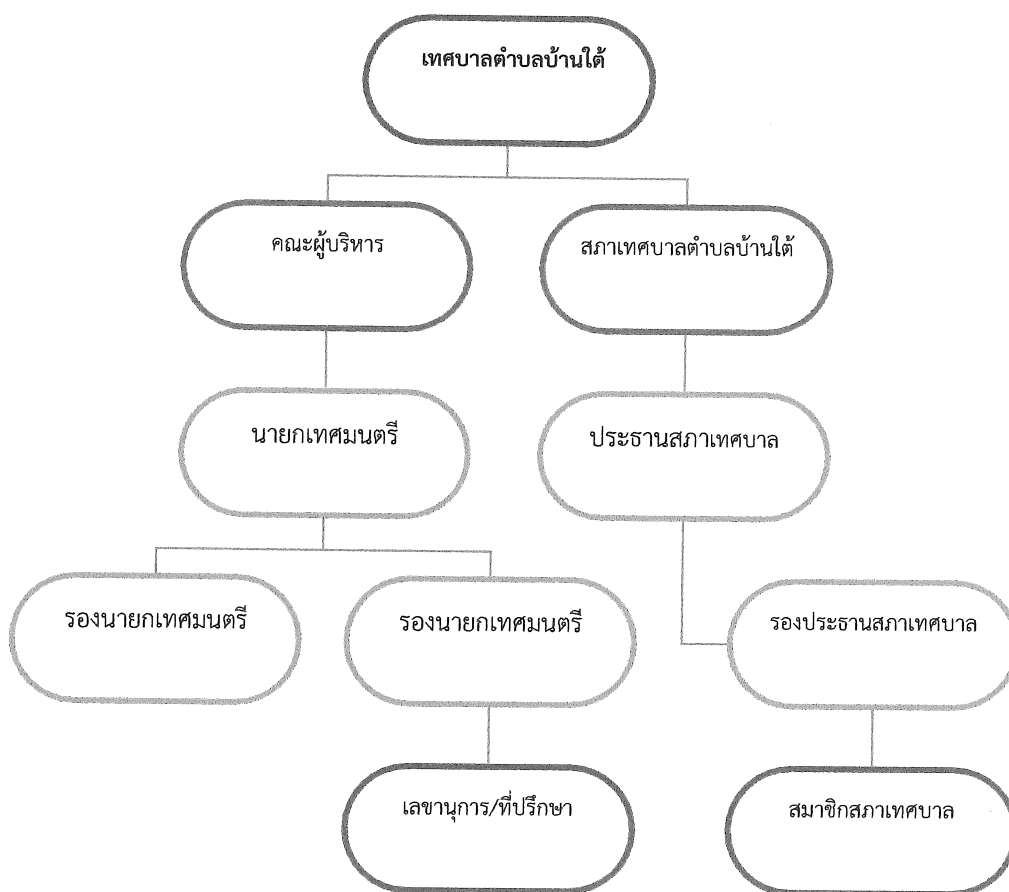 เทศบาลตำบลบ้านใต้
คณะผู้บริหาร
สภาเทศบาลตำบลบ้านใต้
นายกเทศมนตรี
ประธานสภาเทศบาล
รองนายกเทศมนตรี
รองนายกเทศมนตรี
รองประธานสภาเทศบาล
เลขานุการ/ที่ปรึกษา
สมาชิกสภาเทศบาล